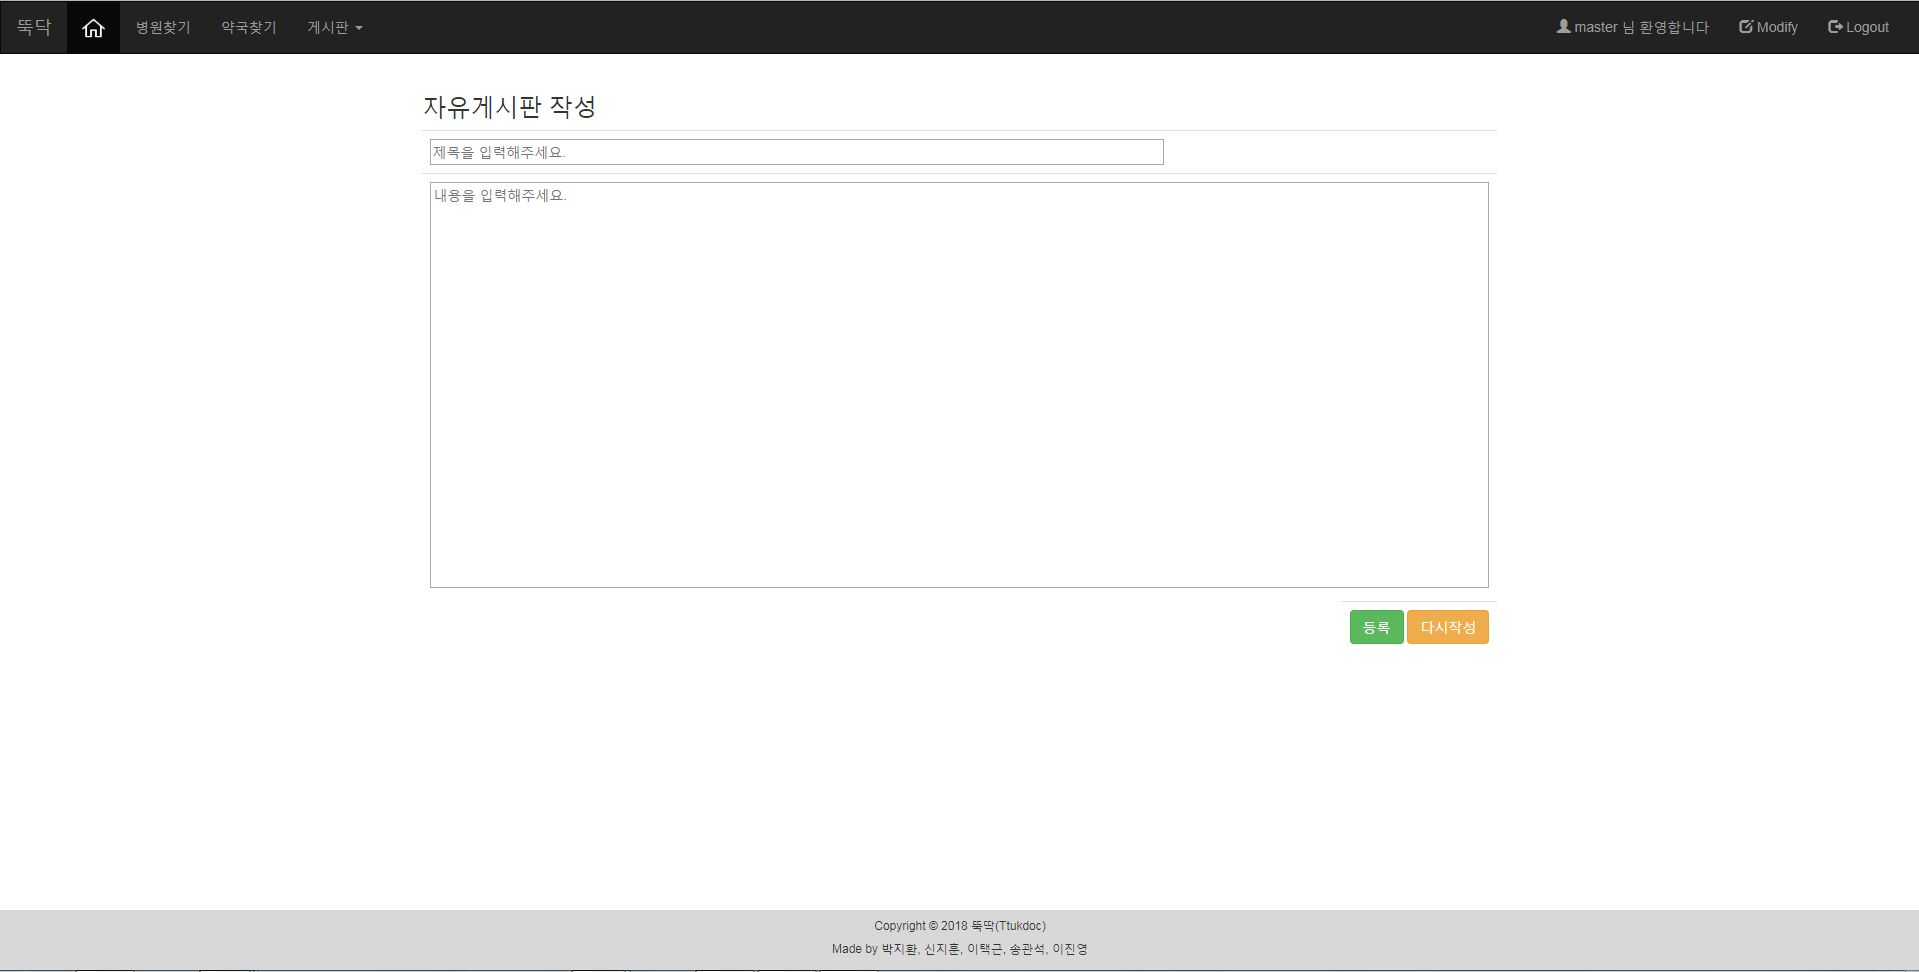 뚝닥 병원찾기 약국찾기 게시판 master 님 환영합니다 Modify Logout
자유게시판 작성
제목을 입력해주세요.
내용을 입력해주세요.
등록 다시작성
Copyright © 2018 뚝딱(Ttukdoc)
Made by 박지환, 신지훈, 이택근, 송관석, 이진영